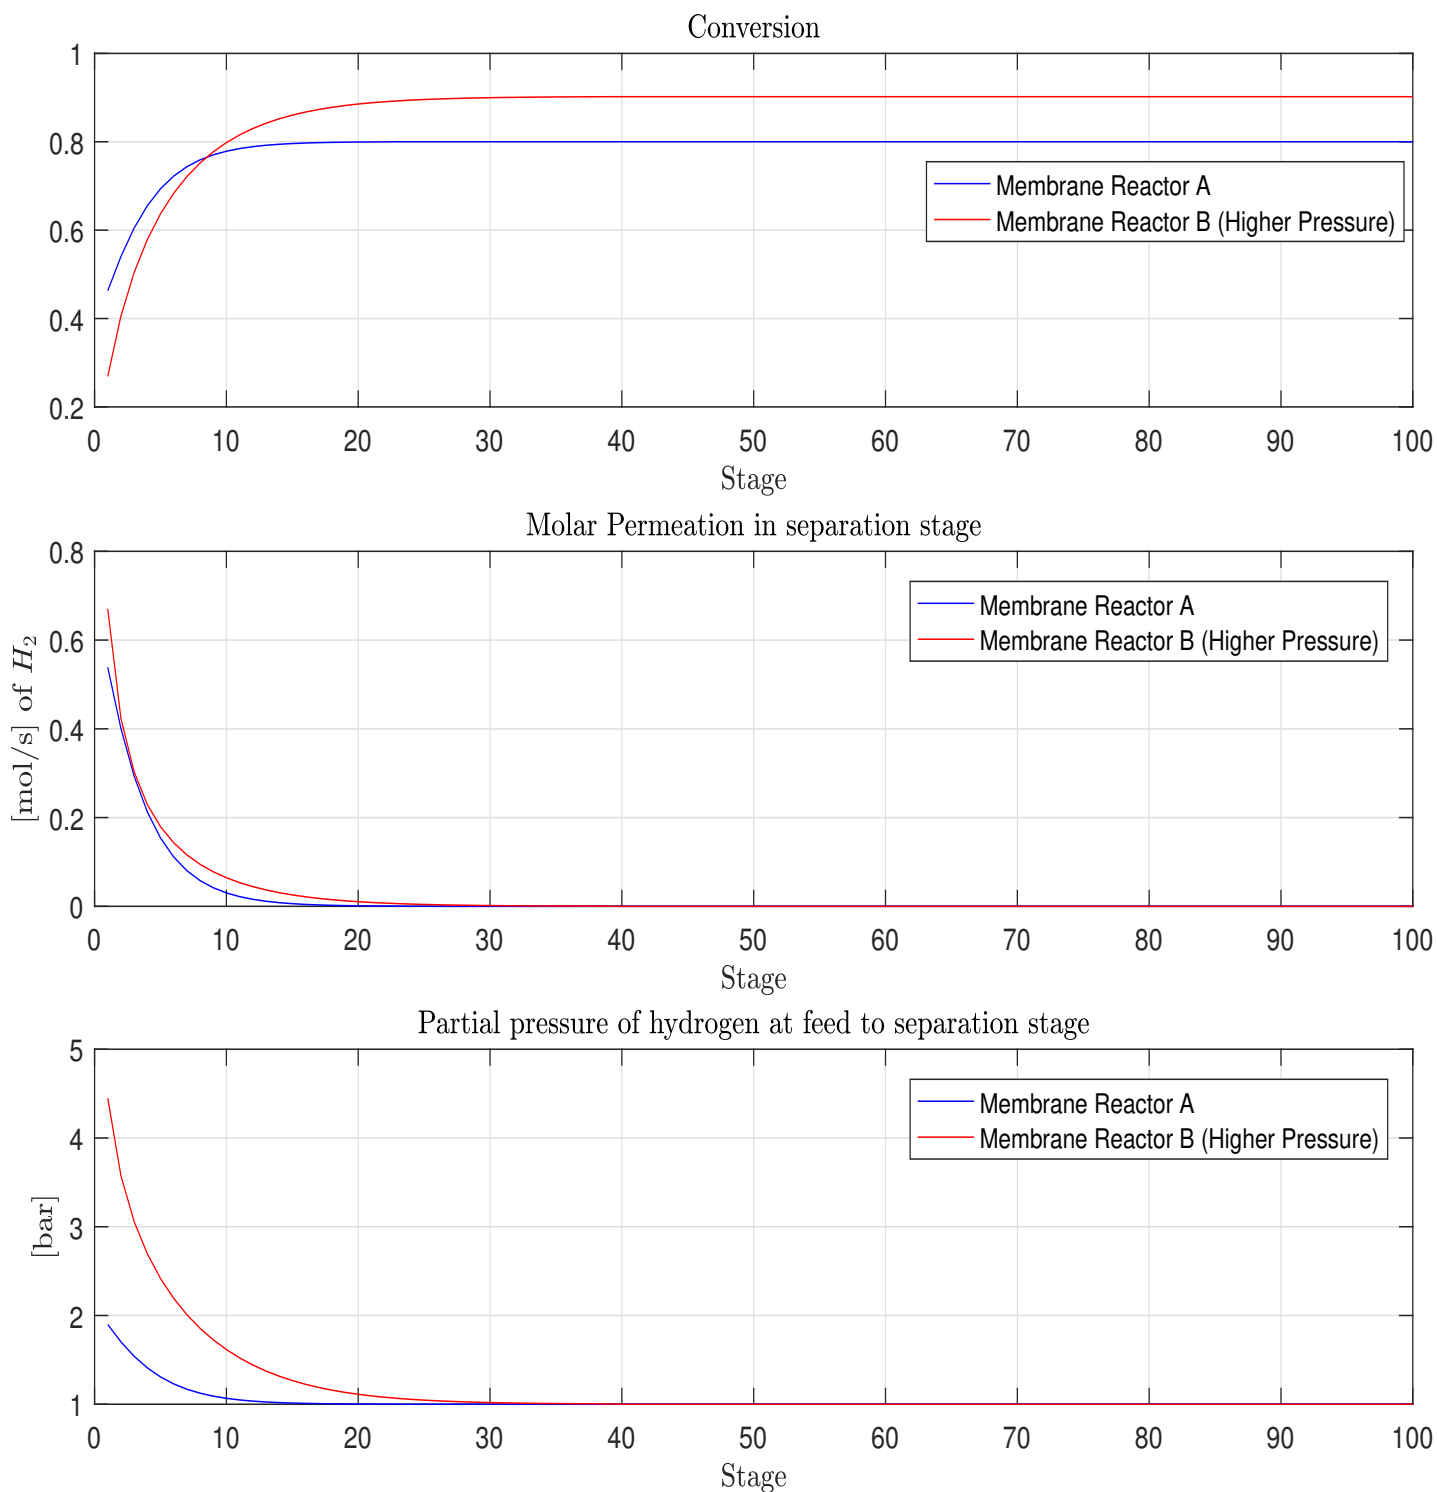 Conversion
1
0.8
0.6
0.4
0.2
0 10 20 30 40 50 60 70 80 90 100
Stage
Membrane Reactor A
Membrane Reactor B (Higher Pressure)
Molar Permeation in separation stage
[mol/s] of H₂
0.8
0.6
0.4
0.2
0
0 10 20 30 40 50 60 70 80 90 100
Stage
Membrane Reactor A
Membrane Reactor B (Higher Pressure)
Partial pressure of hydrogen at feed to separation stage
[bar]
5
4
3
2
1
0 10 20 30 40 50 60 70 80 90 100
Stage
Membrane Reactor A
Membrane Reactor B (Higher Pressure)